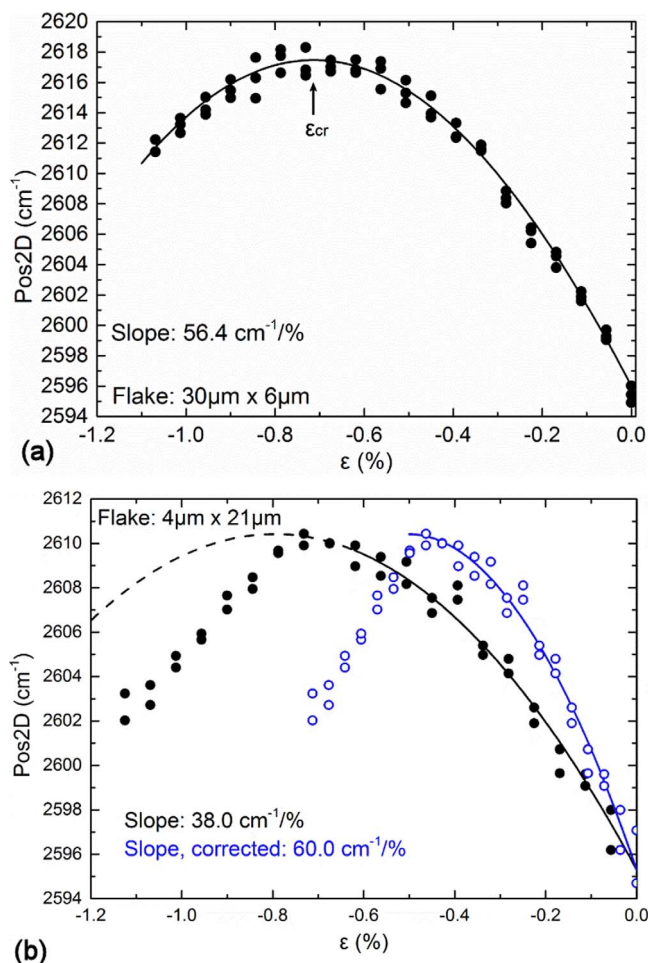 2620
2618
2616
2614
2612
2610
2608
2606
2604
2602
2600
2598
2596
2594
Pos2D (cm⁻¹)
εcr
Slope: 56.4 cm⁻¹/%
Flake: 30µm x 6µm
-1.2 -1.0 -0.8 -0.6 -0.4 -0.2 0.0
(a)
ε (%)
2612
2610
2608
2606
2604
2602
2600
2598
2596
2594
Pos2D (cm⁻¹)
Flake: 4µm x 21µm
Slope: 38.0 cm⁻¹/%
Slope, corrected: 60.0 cm⁻¹/%
-1.2 -1.0 -0.8 -0.6 -0.4 -0.2 0.0
(b)
ε (%)